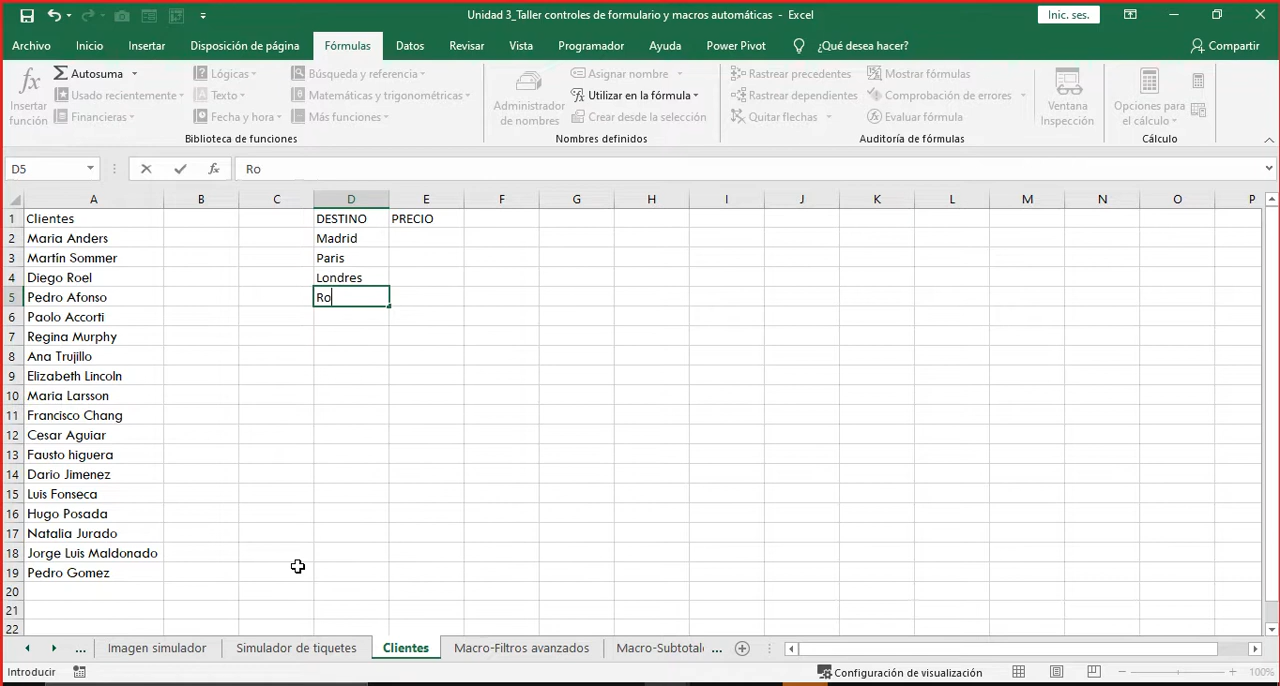 Unidad 3_Taller controles de formulario y macros automáticas - Excel
Inic. ses.
Archivo Inicio Insertar Disposición de página Fórmulas Datos Revisar Vista Programador Ayuda Power Pivot ¿Qué desea hacer? Compartir
Insertar función
Autosuma
Usado recientemente
Financieras
Lógicas
Texto
Fecha y hora
Búsqueda y referencia
Matemáticas y trigonométricas
Más funciones
Biblioteca de funciones
Administrador de nombres
Asignar nombre
Utilizar en la fórmula
Crear desde la selección
Nombres definidos
Rastrear precedentes
Rastrear dependientes
Quitar flechas
Mostrar fórmulas
Comprobación de errores
Evaluar fórmula
Auditoría de fórmulas
Ventana Inspección
Opciones para el cálculo
Cálculo
D5 fx Ro
A B C D E F G H I J K L M N O P
1 Clientes DESTINO PRECIO
2 Maria Anders Madrid
3 Martín Sommer Paris
4 Diego Roel Londres
5 Pedro Afonso Ro
6 Paolo Accorti
7 Regina Murphy
8 Ana Trujillo
9 Elizabeth Lincoln
10 Maria Larsson
11 Francisco Chang
12 Cesar Aguiar
13 Fausto higuera
14 Dario Jimenez
15 Luis Fonseca
16 Hugo Posada
17 Natalia Jurado
18 Jorge Luis Maldonado
19 Pedro Gomez
20
21
22
... Imagen simulador Simulador de tiquetes Clientes Macro-Filtros avanzados Macro-Subtotale ...
Introducir Configuración de visualización 100%